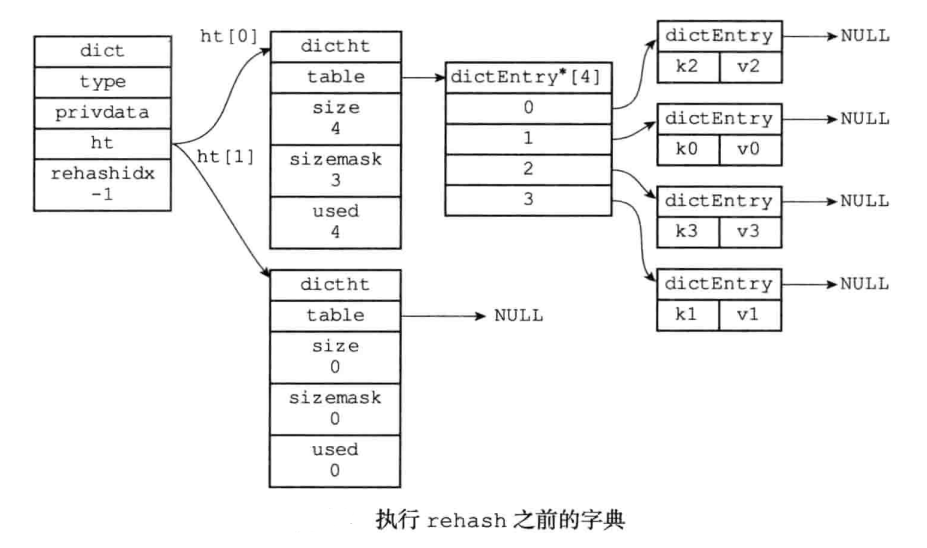 dict
type
privdata
ht
rehashidx
-1
ht[0]
ht[1]
dictht
table
size
4
sizemask
3
used
4
dictEntry*[4]
0
1
2
3
dictEntry
k2 v2
NULL
dictEntry
k0 v0
NULL
dictEntry
k3 v3
NULL
dictEntry
k1 v1
NULL
dictht
table
NULL
size
0
sizemask
0
used
0
执行 rehash 之前的字典